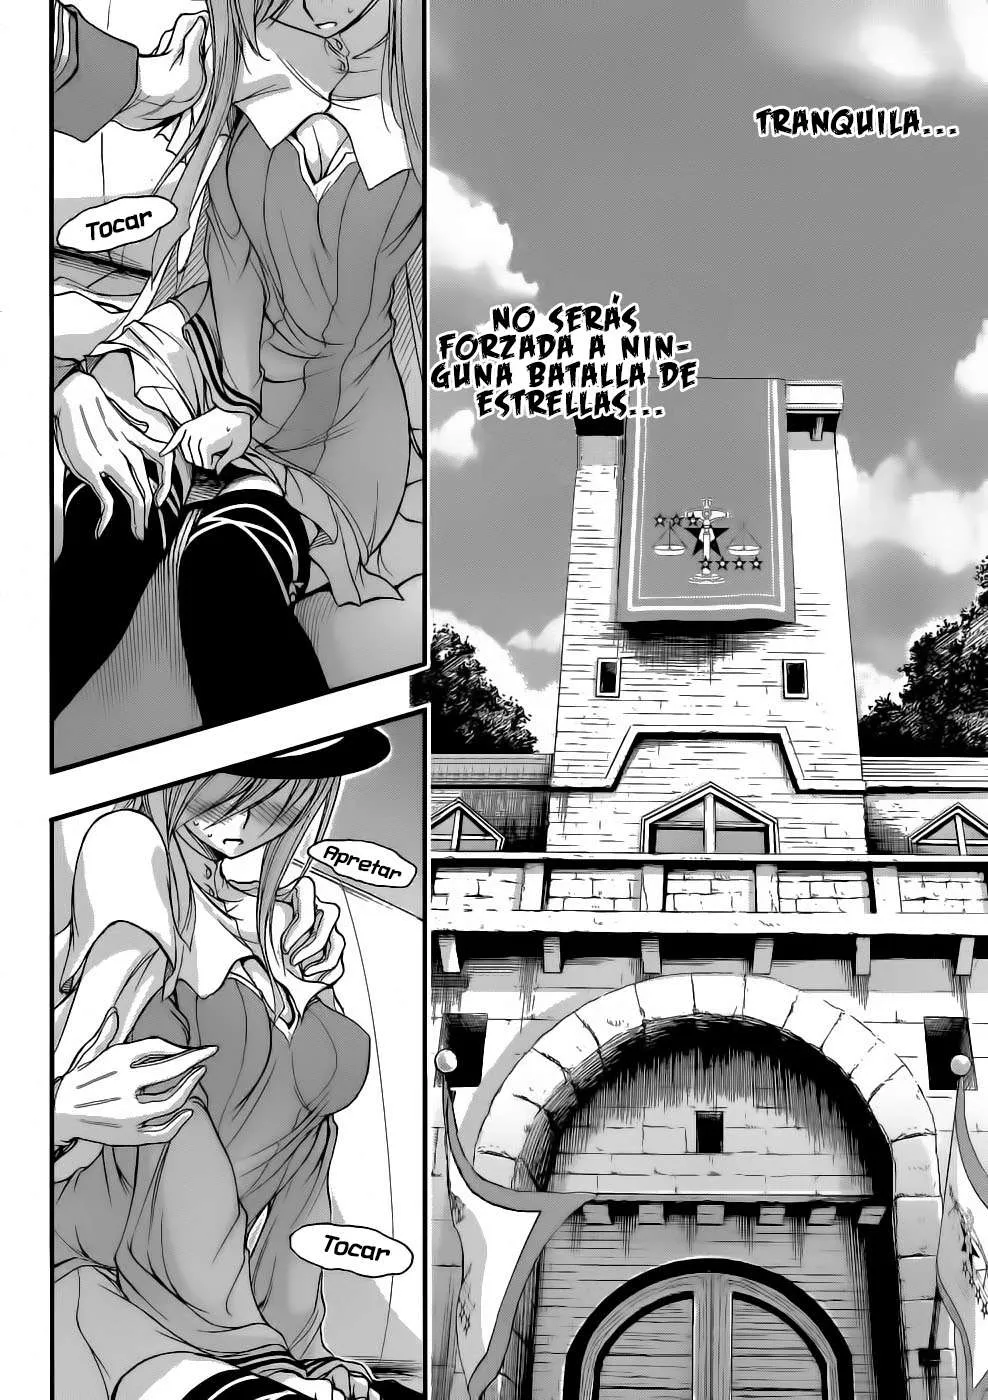 TRANQUILA...
NO SERÁS
FORZADA A NIN-
GUNA BATALLA DE
ESTRELLAS...
Tocar
Apretar
Tocar